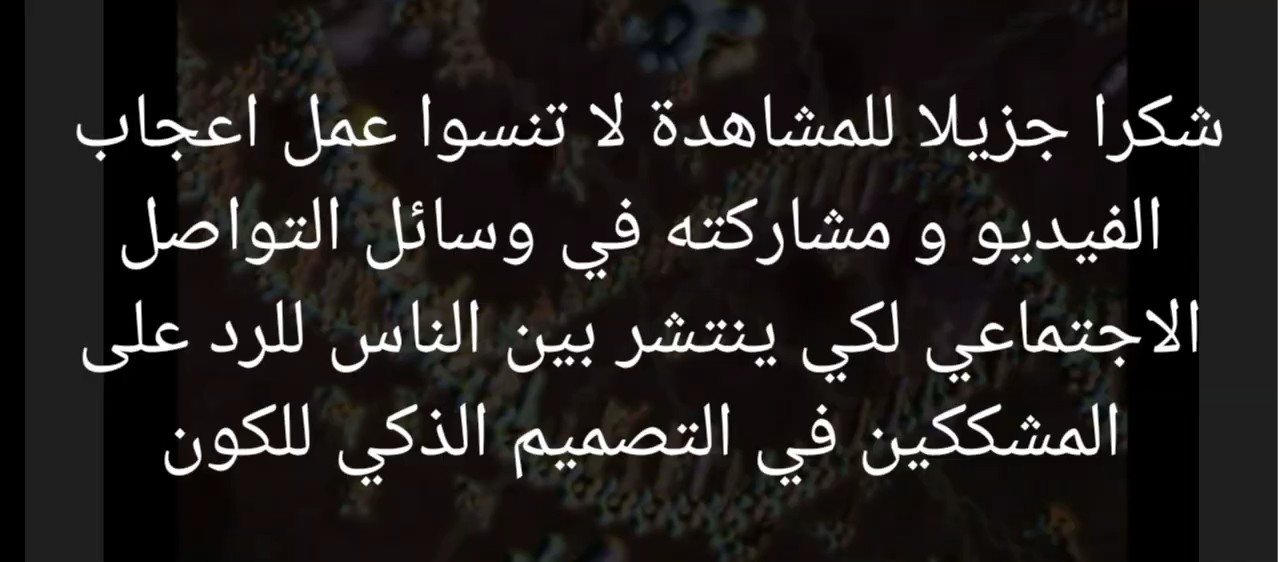 شكرا جزيلا للمشاهدة لا تنسوا عمل اعجاب
الفيديو و مشاركته في وسائل التواصل
الاجتماعي لكي ينتشر بين الناس للرد على
المشككين في التصميم الذكي للكون